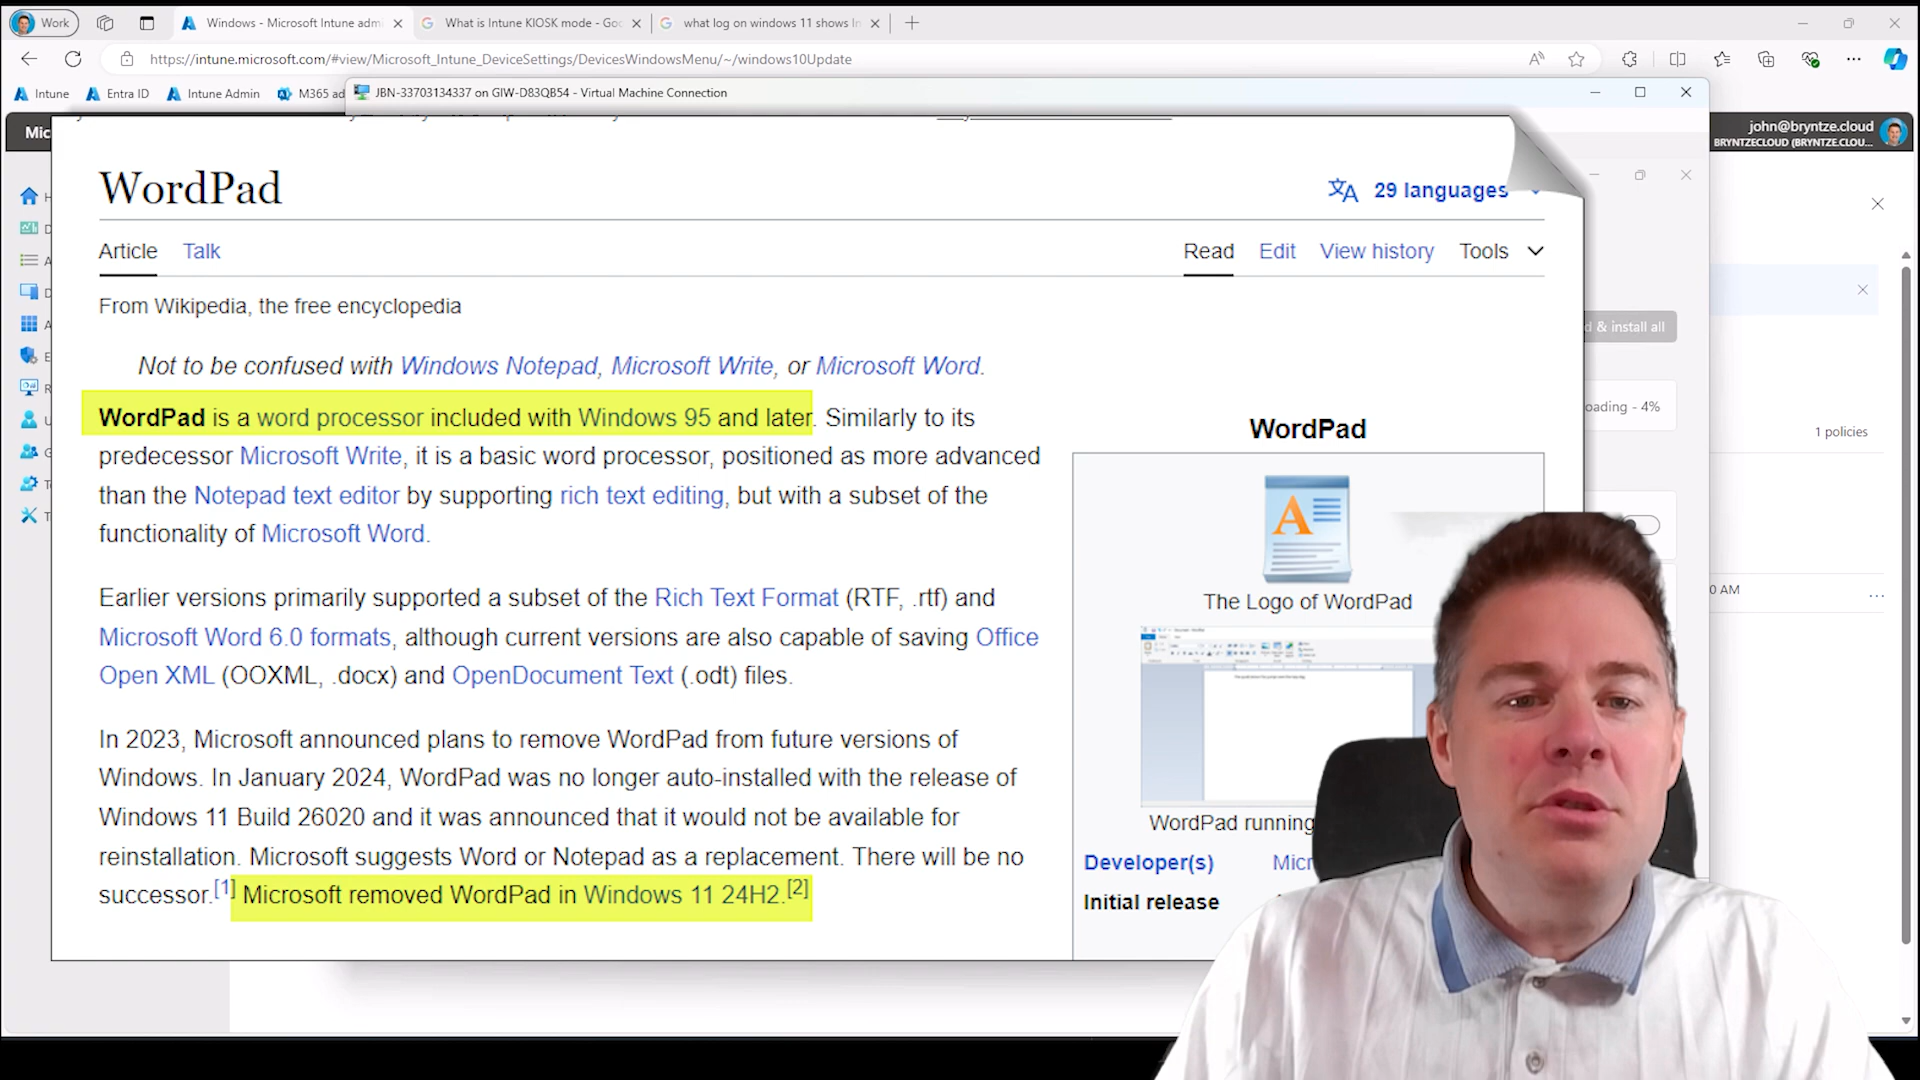 Work
Windows - Microsoft Intune adm
What is Intune KIOSK mode - Goo
what log on windows 11 shows In
https://intune.microsoft.com/#view/Microsoft_Intune_DeviceSettings/DevicesWindowsMenu/~/windows10Update
Intune
Entra ID
Intune Admin
M365 ad
JBN-33703134337 on GIW-D83QB54 - Virtual Machine Connection
Mic
john@bryntze.cloud
BRYNTZECLOUD (BRYNTZE.CLOU...
WordPad
29 languages
Article Talk
Read Edit View history Tools
From Wikipedia, the free encyclopedia
Not to be confused with Windows Notepad, Microsoft Write, or Microsoft Word.
WordPad is a word processor included with Windows 95 and later. Similarly to its
predecessor Microsoft Write, it is a basic word processor, positioned as more advanced
than the Notepad text editor by supporting rich text editing, but with a subset of the
functionality of Microsoft Word.
Earlier versions primarily supported a subset of the Rich Text Format (RTF, .rtf) and
Microsoft Word 6.0 formats, although current versions are also capable of saving Office
Open XML (OOXML, .docx) and OpenDocument Text (.odt) files.
In 2023, Microsoft announced plans to remove WordPad from future versions of
Windows. In January 2024, WordPad was no longer auto-installed with the release of
Windows 11 Build 26020 and it was announced that it would not be available for
reinstallation. Microsoft suggests Word or Notepad as a replacement. There will be no
successor.[1] Microsoft removed WordPad in Windows 11 24H2.[2]
WordPad
The Logo of WordPad
WordPad running
Developer(s) Micr
Initial release
d & install all
oading - 4%
1 policies
0 AM
...